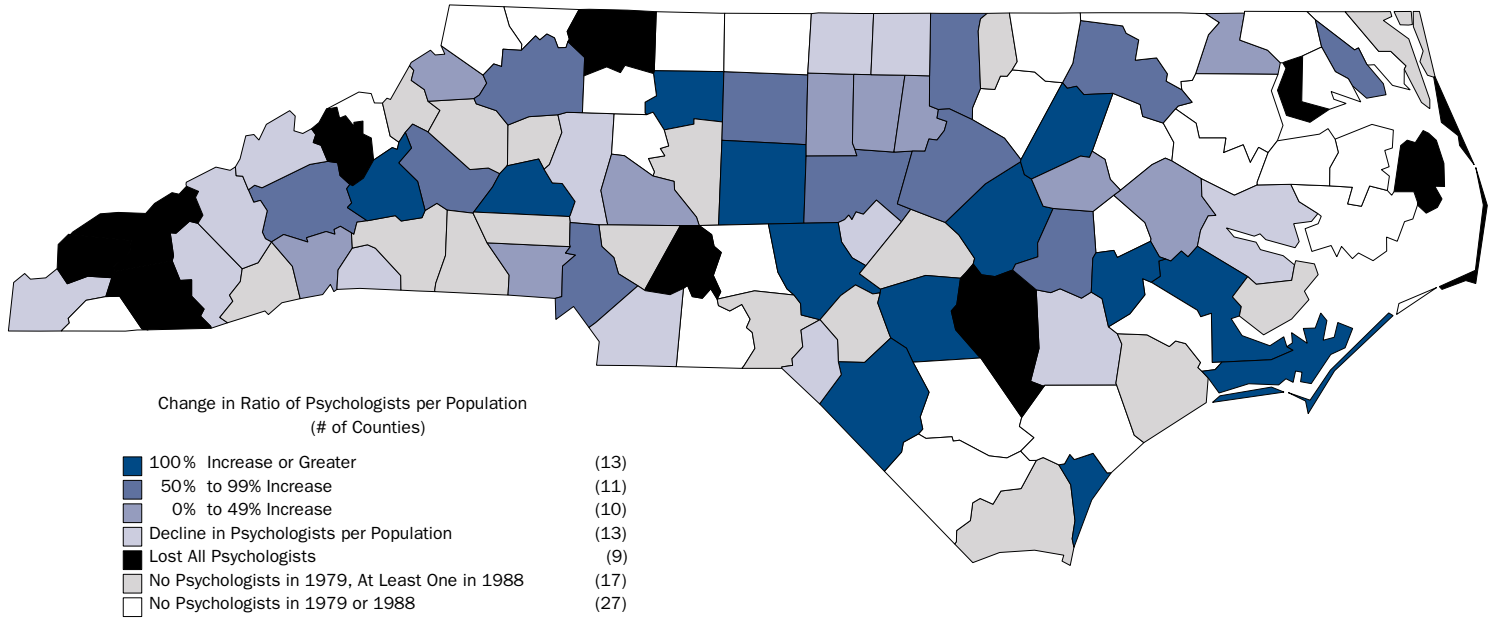 Change in Ratio of Psychologists per Population
(# of Counties)
100% Increase or Greater (13)
50% to 99% Increase (11)
0% to 49% Increase (10)
Decline in Psychologists per Population (13)
Lost All Psychologists (9)
No Psychologists in 1979, At Least One in 1988 (17)
No Psychologists in 1979 or 1988 (27)